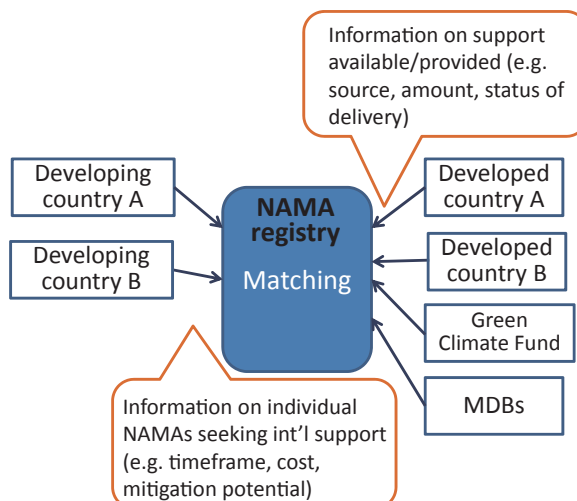 Information on support
available/provided (e.g.
source, amount, status of
delivery)
Developing
country A
Developing
country B
NAMA
registry
Matching
Developed
country A
Developed
country B
Green
Climate Fund
MDBs
Information on individual
NAMAs seeking int’l support
(e.g. timeframe, cost,
mitigation potential)